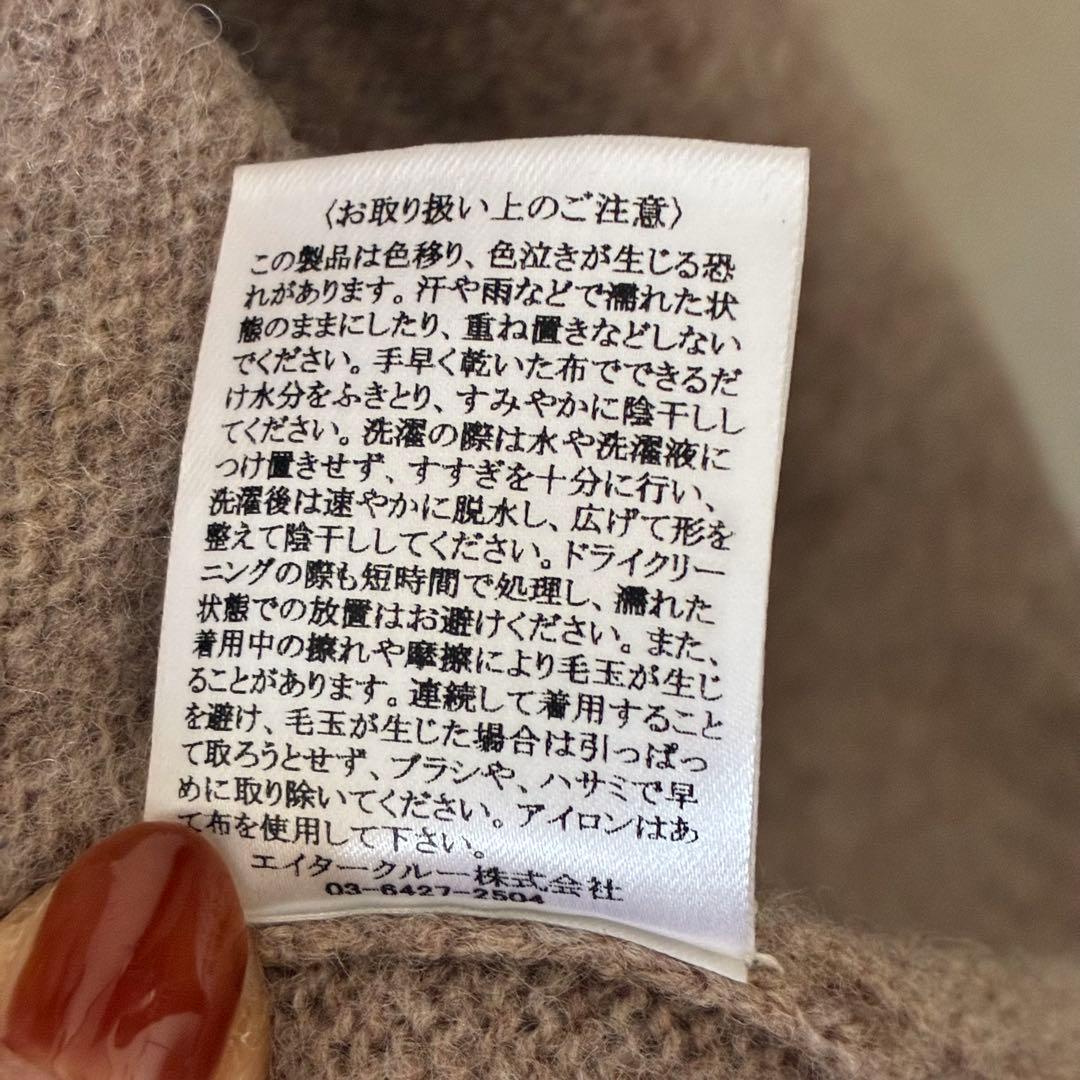 〈お取り扱い上のご注意〉
この製品は色移り、色泣きが生じる恐
れがあります。汗や雨などで濡れた状
態のままにしたり、重ね置きなどしない
でください。手早く乾いた布でできるだ
け水分をふきとり、すみやかに陰干しし
てください。洗濯の際は水や洗濯液に
つけ置きせず、すすぎを十分に行い、
洗濯後は速やかに脱水し、広げて形を
整えて陰干ししてください。ドライクリー
ニングの際も短時間で処理し、濡れた
状態での放置はお避けください。また、
着用中の擦れや摩擦により毛玉が生じ
ることがあります。連続して着用すること
を避け、毛玉が生じた場合は引っぱっ
て取ろうとせず、ブラシや、ハサミで早
めに取り除いてください。アイロンはあ
て布を使用して下さい。
エイタークルー株式会社
03-6427-2504